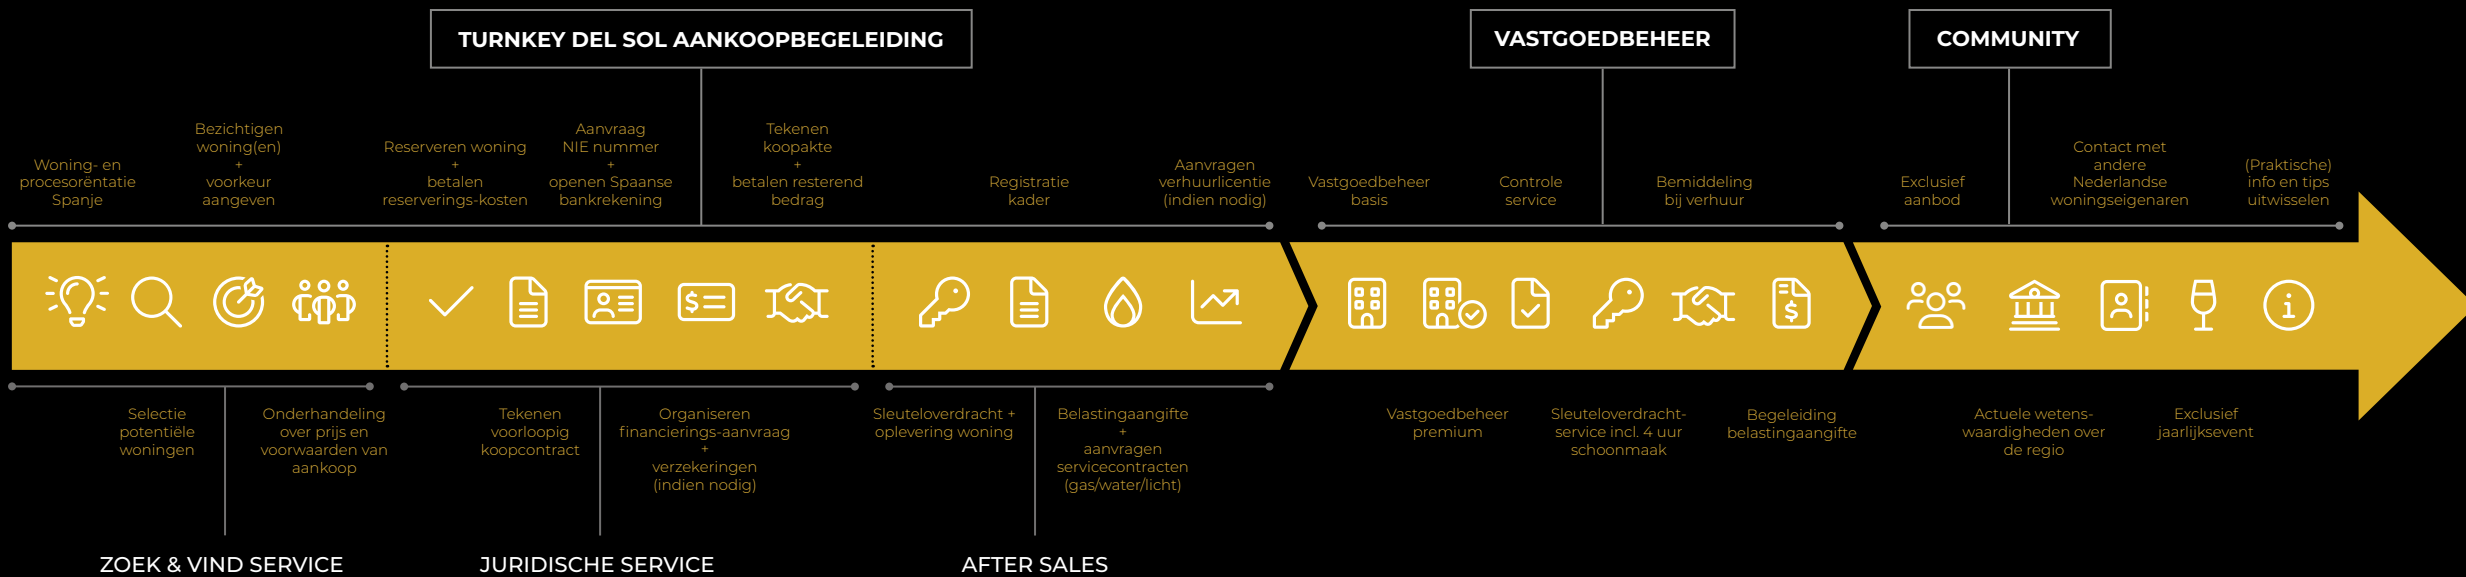 TURNKEY DEL SOL AANKOOPBEGELEIDING
VASTGOEDBEHEER
COMMUNITY
Woning- en
procesorëntatie
Spanje
Bezichtigen
woning(en)
+
voorkeur
aangeven
Reserveren woning
+
betalen
reserverings-kosten
Aanvraag
NIE nummer
+
openen Spaanse
bankrekening
Tekenen
koopakte
+
betalen resterend
bedrag
Registratie
kader
Aanvragen
verhuurlicentie
(indien nodig)
Vastgoedbeheer
basis
Controle
service
Bemiddeling
bij verhuur
Exclusief
aanbod
Contact met
andere
Nederlandse
woningseigenaren
(Praktische)
info en tips
uitwisselen
Selectie
potentiële
woningen
Onderhandeling
over prijs en
voorwaarden van
aankoop
Tekenen
voorloopig
koopcontract
Organiseren
financierings-aanvraag
+
verzekeringen
(indien nodig)
Sleuteloverdracht +
oplevering woning
Belastingaangifte
+
aanvragen
servicecontracten
(gas/water/licht)
Vastgoedbeheer
premium
Sleuteloverdracht-
service incl. 4 uur
schoonmaak
Begeleiding
belastingaangifte
Actuele wetens-
waardigheden over
de regio
Exclusief
jaarlijksevent
ZOEK & VIND SERVICE
JURIDISCHE SERVICE
AFTER SALES